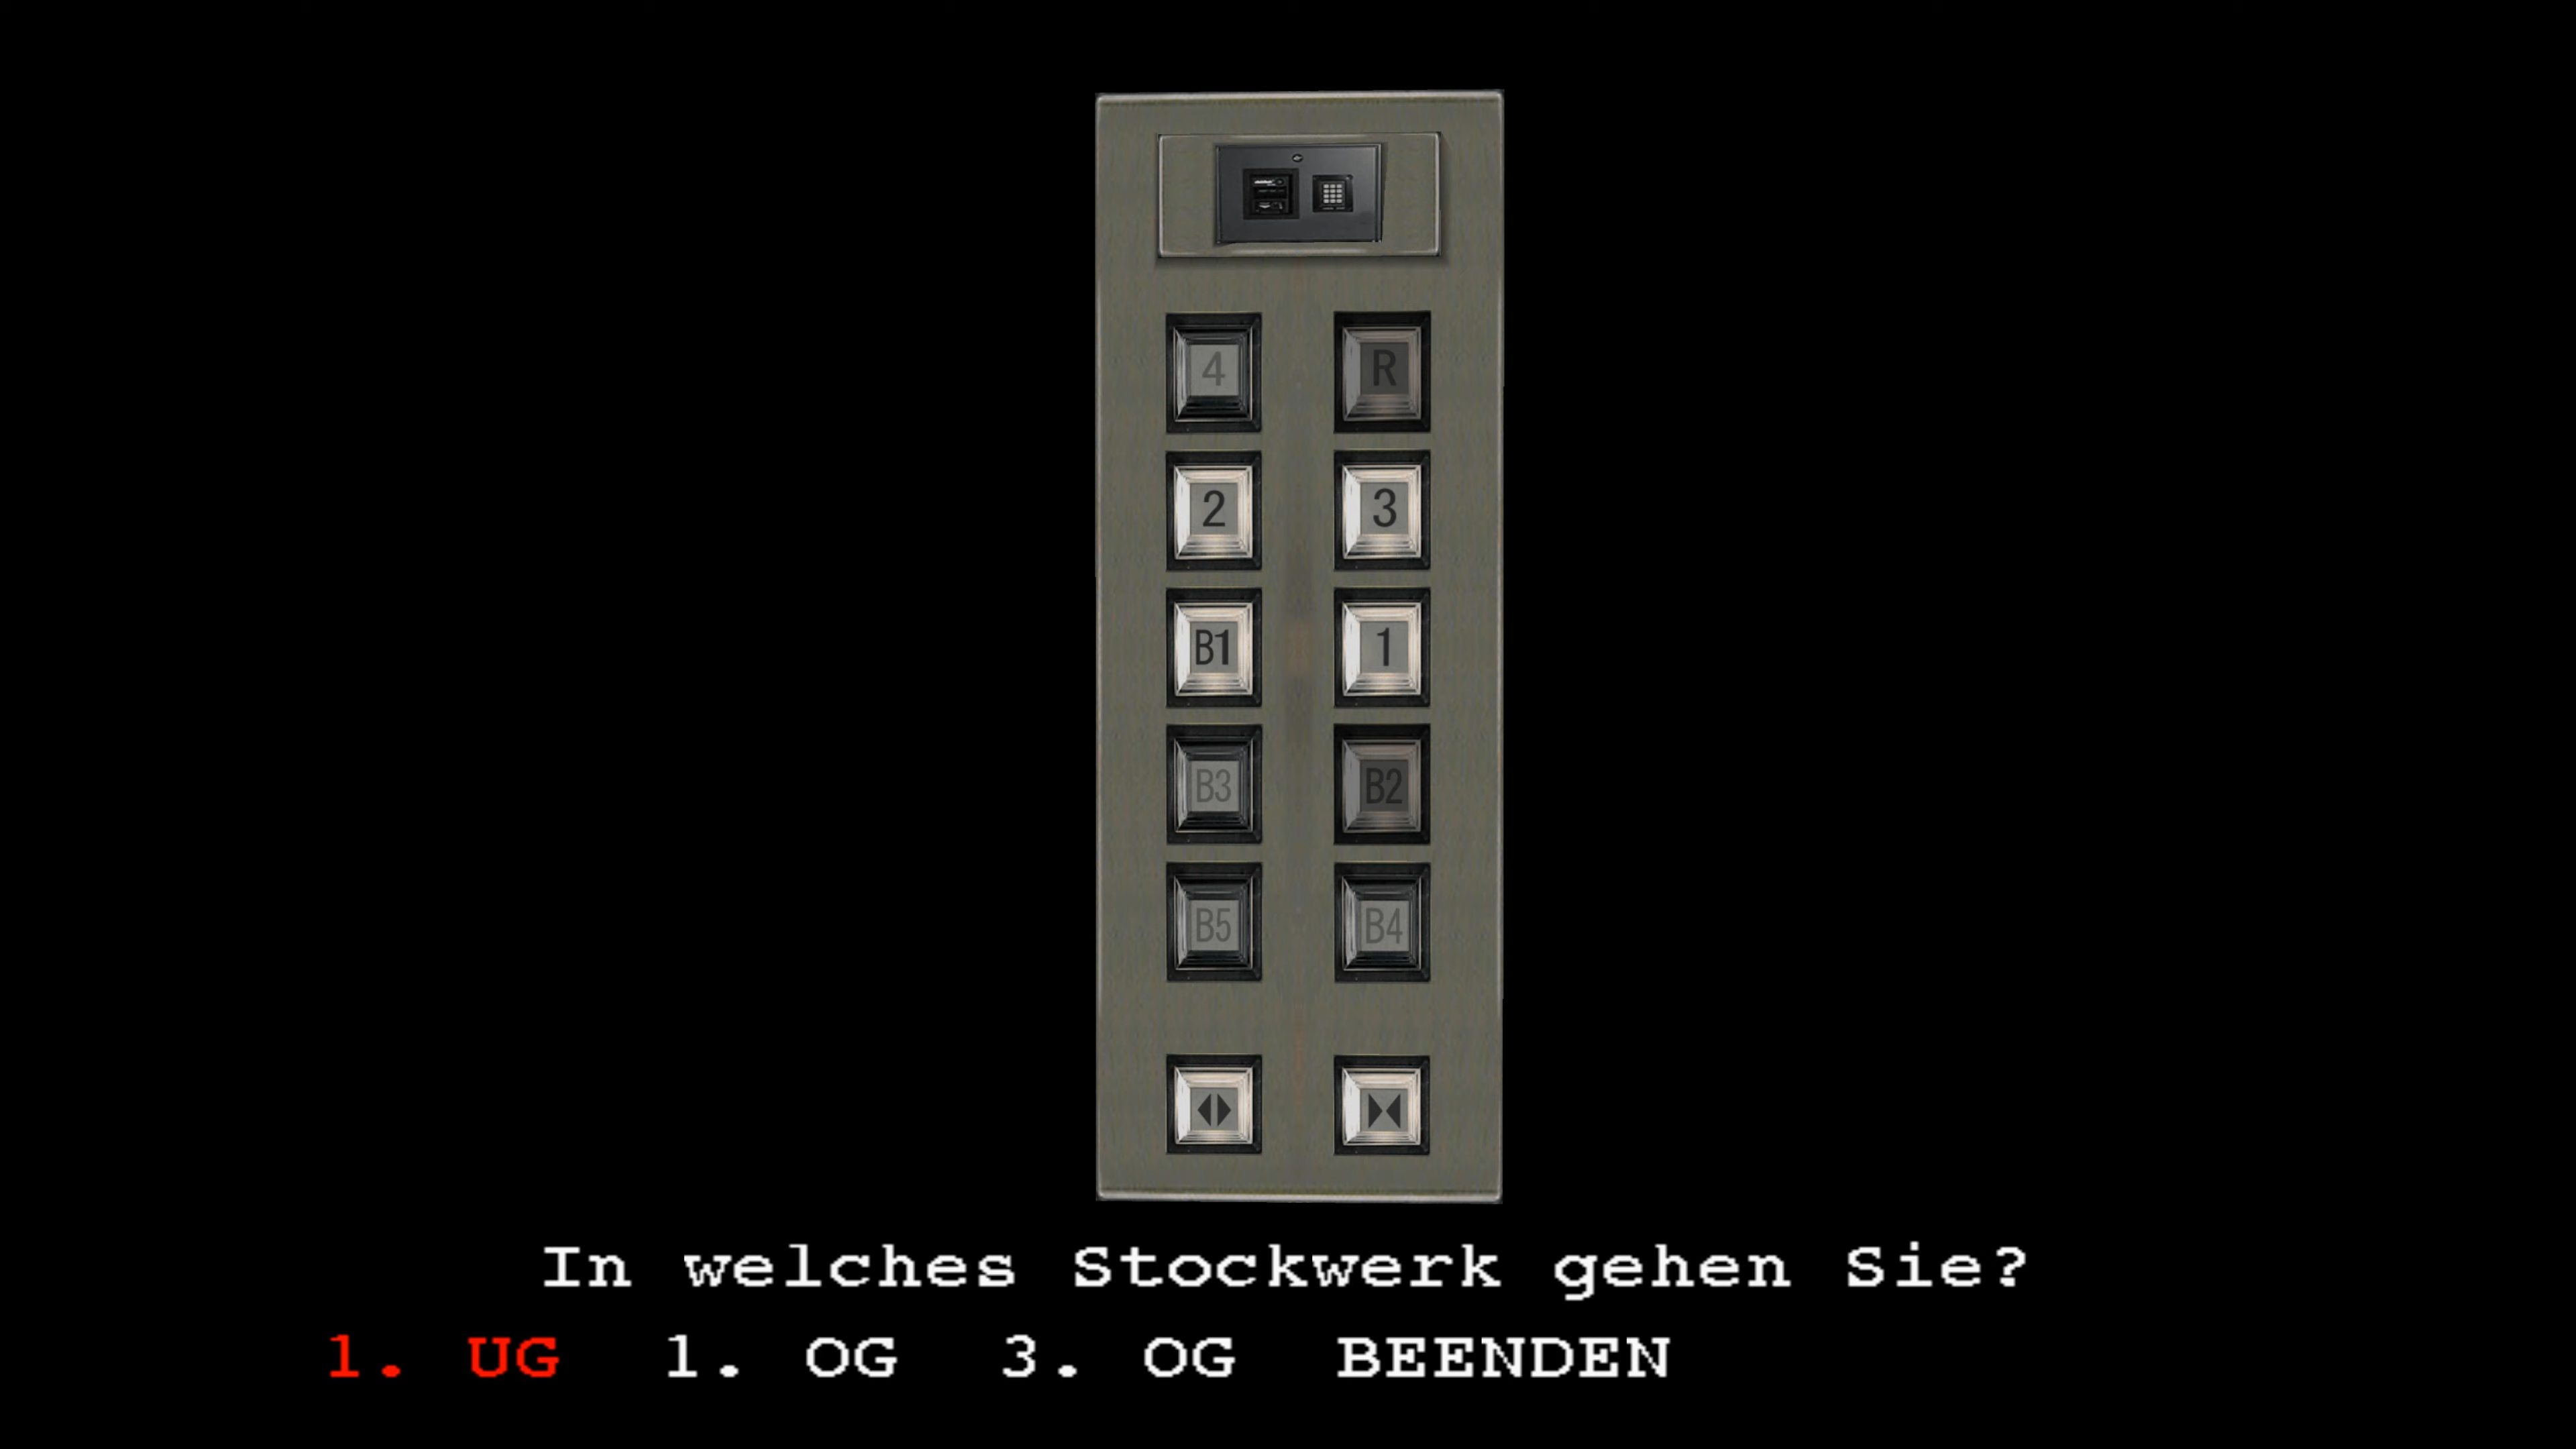 4 R
2 3
B1 1
B3 B2
B5 B4
In welches Stockwerk gehen Sie?
1. UG 1. OG 3. OG BEENDEN